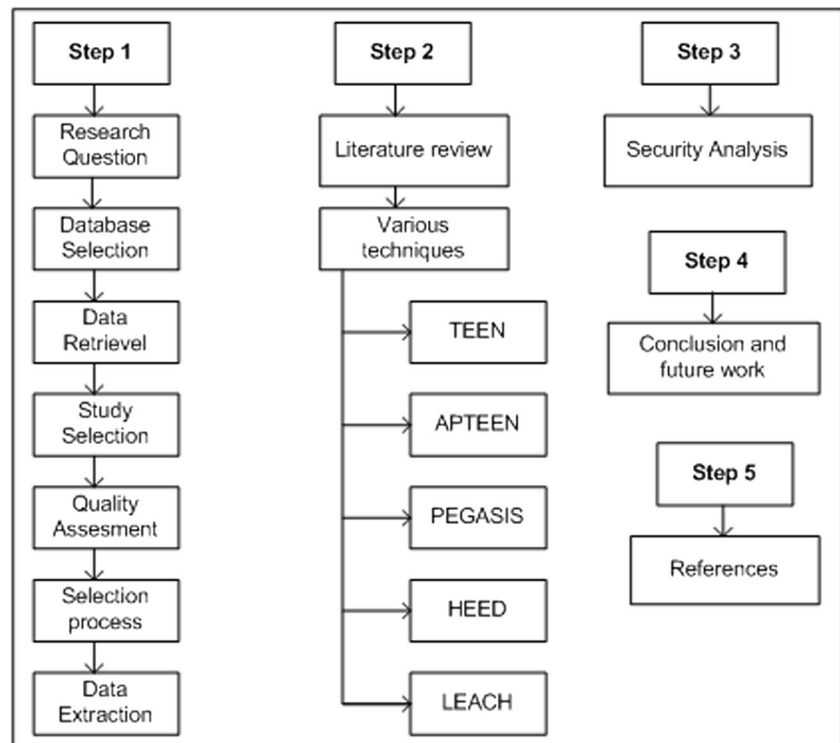 Step 1
Research
Question
Database
Selection
Data
Retrievel
Study
Selection
Quality
Assesment
Selection
process
Data
Extraction
Step 2
Literature review
Various
techniques
TEEN
APTEEN
PEGASIS
HEED
LEACH
Step 3
Security Analysis
Step 4
Conclusion and
future work
Step 5
References